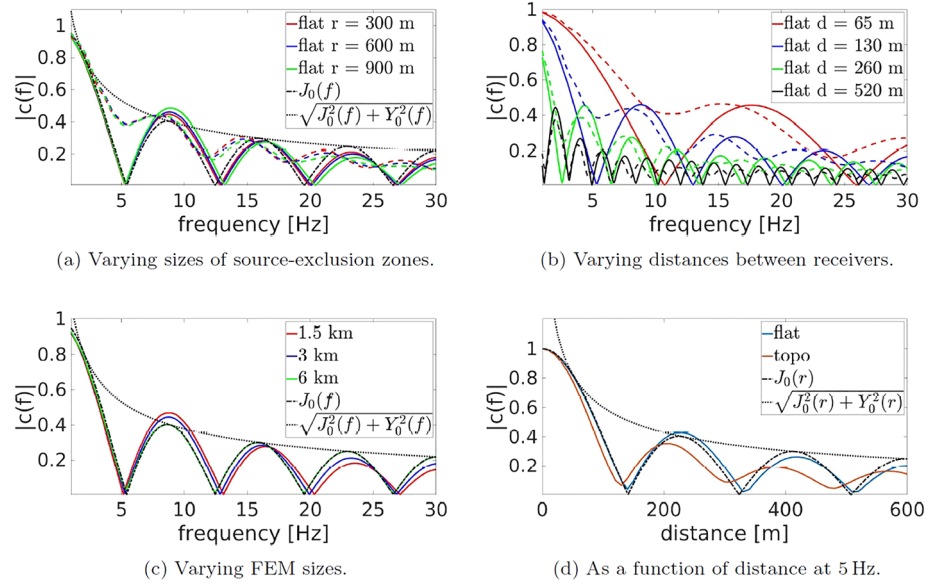 |c(f)|
1
0.8
0.6
0.4
0.2
5 10 15 20 25 30
frequency [Hz]
flat r = 300 m
flat r = 600 m
flat r = 900 m
J₀(f)
√J₀²(f) + Y₀²(f)
(a) Varying sizes of source-exclusion zones.
|c(f)|
1
0.8
0.6
0.4
0.2
5 10 15 20 25 30
frequency [Hz]
flat d = 65 m
flat d = 130 m
flat d = 260 m
flat d = 520 m
(b) Varying distances between receivers.
|c(f)|
1
0.8
0.6
0.4
0.2
5 10 15 20 25 30
frequency [Hz]
1.5 km
3 km
6 km
J₀(f)
√J₀²(f) + Y₀²(f)
(c) Varying FEM sizes.
|c(f)|
1
0.8
0.6
0.4
0.2
0 200 400 600
distance [m]
flat
topo
J₀(r)
√J₀²(r) + Y₀²(r)
(d) As a function of distance at 5 Hz.